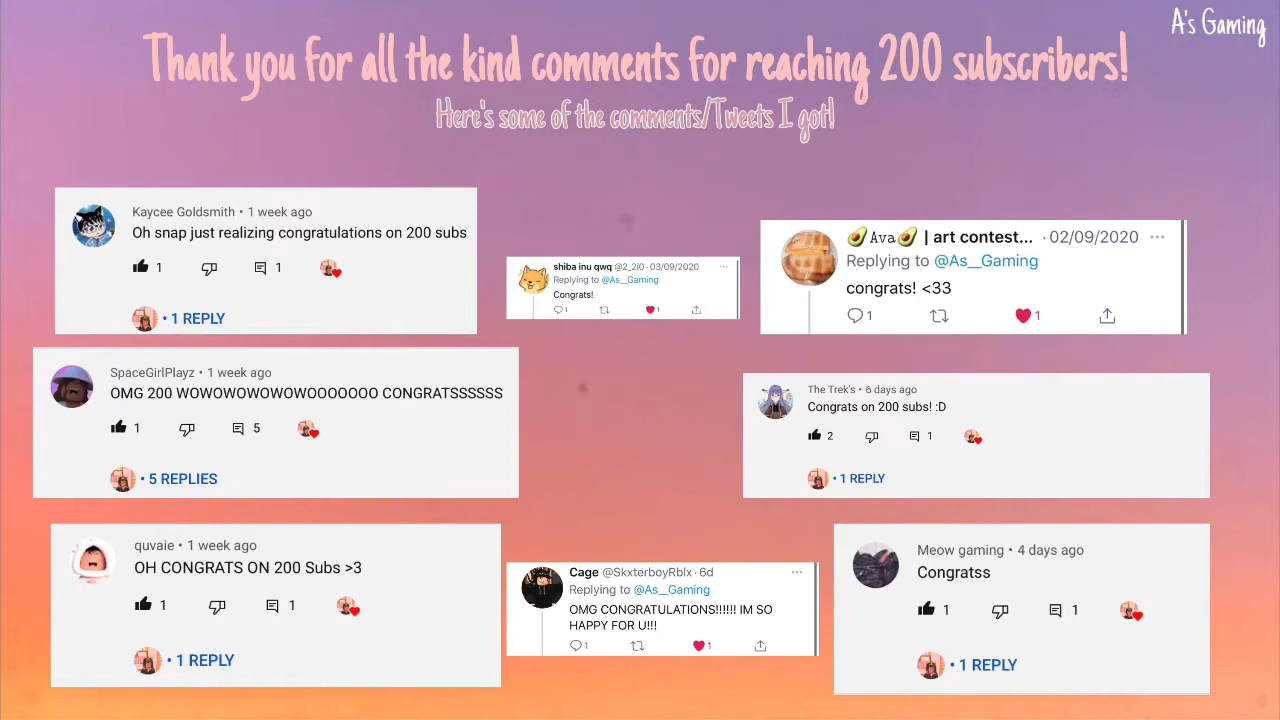 A's Gaming
Thank you for all the kind comments for reaching 200 subscribers!
Here's some of the comments/Tweets I got!
Kaycee Goldsmith • 1 week ago
Oh snap just realizing congratulations on 200 subs
1 1
• 1 REPLY
shiba inu qwq @2_2i0 · 03/09/2020
Replying to @As__Gaming
Congrats!
1 1
🥑Ava🥑 | art contest... · 02/09/2020
Replying to @As__Gaming
congrats! <33
1 1
SpaceGirlPlayz • 1 week ago
OMG 200 WOWOWOWOWOWOOOOOOO CONGRATSSSSSS
1 5
• 5 REPLIES
The Trek's • 6 days ago
Congrats on 200 subs! :D
2 1
• 1 REPLY
quvaie • 1 week ago
OH CONGRATS ON 200 Subs >3
1 1
• 1 REPLY
Cage @SkxterboyRblx · 6d
Replying to @As__Gaming
OMG CONGRATULATIONS!!!!!! IM SO
HAPPY FOR U!!!
1 1
Meow gaming • 4 days ago
Congratss
1 1
• 1 REPLY